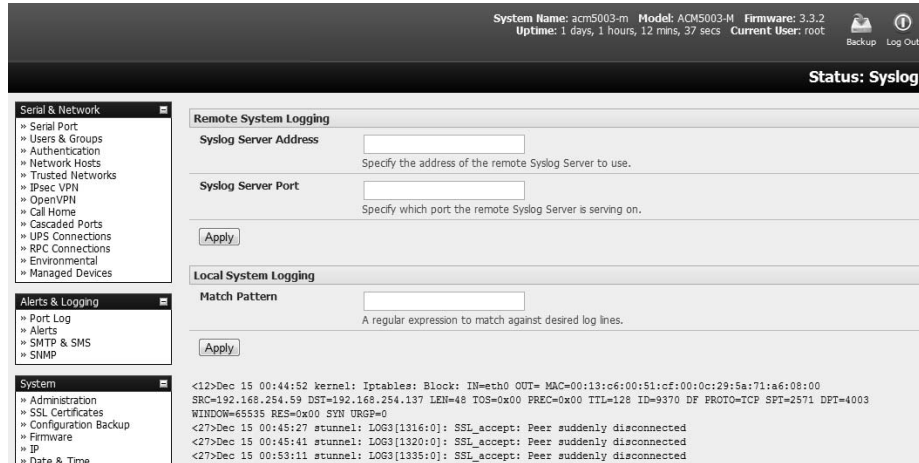 System Name: acm5003-m Model: ACM5003-M Firmware: 3.3.2
Uptime: 1 days, 1 hours, 12 mins, 37 secs Current User: root
Backup Log Out
Status: Syslog
Serial & Network
» Serial Port
» Users & Groups
» Authentication
» Network Hosts
» Trusted Networks
» IPsec VPN
» OpenVPN
» Call Home
» Cascaded Ports
» UPS Connections
» RPC Connections
» Environmental
» Managed Devices
Alerts & Logging
» Port Log
» Alerts
» SMTP & SMS
» SNMP
System
» Administration
» SSL Certificates
» Configuration Backup
» Firmware
» IP
» Date & Time
Remote System Logging
Syslog Server Address
Specify the address of the remote Syslog Server to use.
Syslog Server Port
Specify which port the remote Syslog Server is serving on.
Apply
Local System Logging
Match Pattern
A regular expression to match against desired log lines.
Apply
<12>Dec 15 00:44:52 kernel: Iptables: Block: IN=eth0 OUT= MAC=00:13:c6:00:51:cf:00:0c:29:5a:71:a6:08:00
SRC=192.168.254.59 DST=192.168.254.137 LEN=48 TOS=0x00 PREC=0x00 TTL=128 ID=9370 DF PROTO=TCP SPT=2571 DPT=4003
WINDOW=65535 RES=0x00 SYN URGP=0
<27>Dec 15 00:45:27 stunnel: LOG3[1316:0]: SSL_accept: Peer suddenly disconnected
<27>Dec 15 00:45:41 stunnel: LOG3[1320:0]: SSL_accept: Peer suddenly disconnected
<27>Dec 15 00:53:11 stunnel: LOG3[1335:0]: SSL_accept: Peer suddenly disconnected